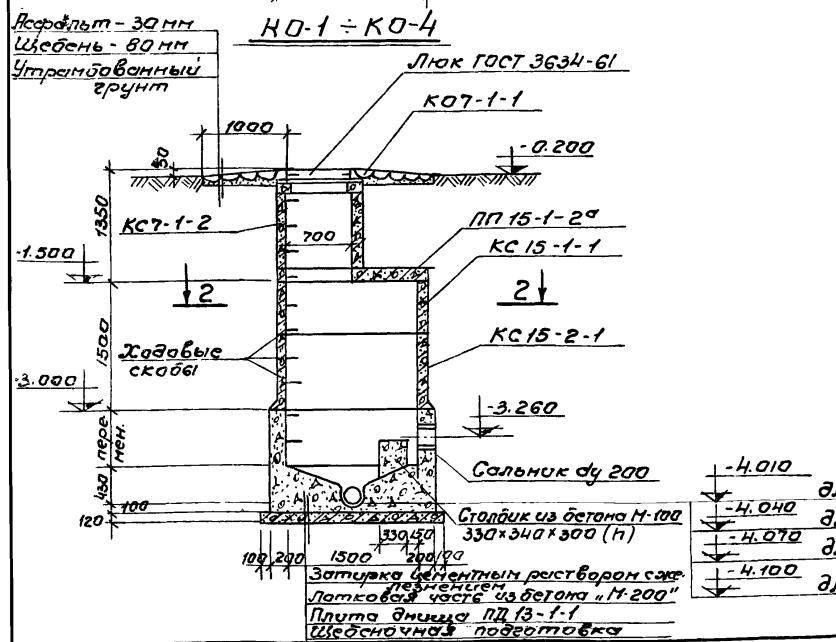 КО-1 ÷ КО-4
Асфальт - 30 мм
Щебень - 80 мм
Утрамбованный
грунт
Люк ГОСТ 3634-61
КО7-1-1
1000
50
-0.200
1350
КС7-1-2
700
ПП 15-1-2а
КС 15-1-1
-1.500
2
2
КС 15-2-1
1500
Ходовые
скобы
-3.000
-3.260
пере
мен.
Сальник dy 200
430
100
120
-4.010
-4.040
-4.070
-4.100
Столбик из бетона М-100
330×340×300 (h)
330 150
100 200 1500 200 100
Затирка цементным раствором с же-
лезнением
Лотковая часть из бетона „М-200"
Плита днища ПД 13-1-1
Щебеночная подготовка